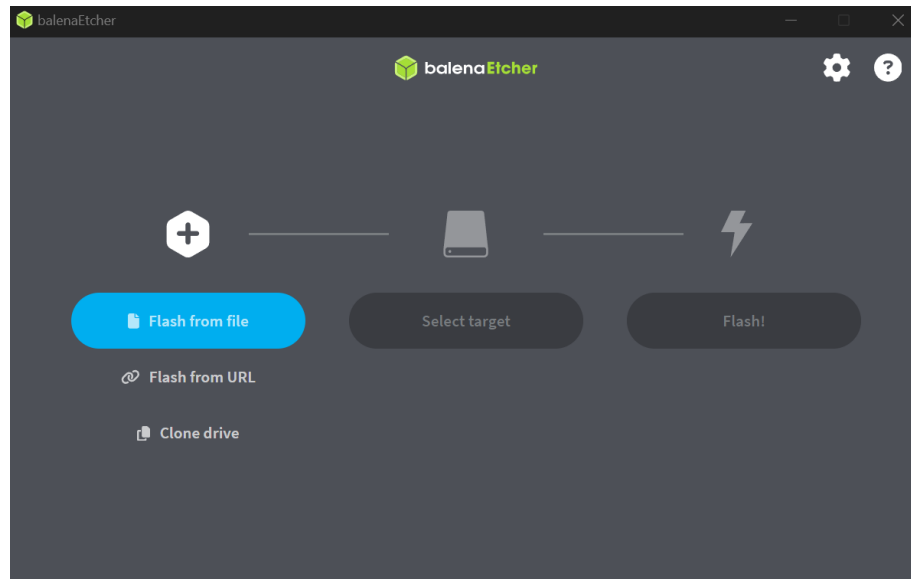 balenaEtcher
balenaEtcher
Flash from file
Select target
Flash!
Flash from URL
Clone drive